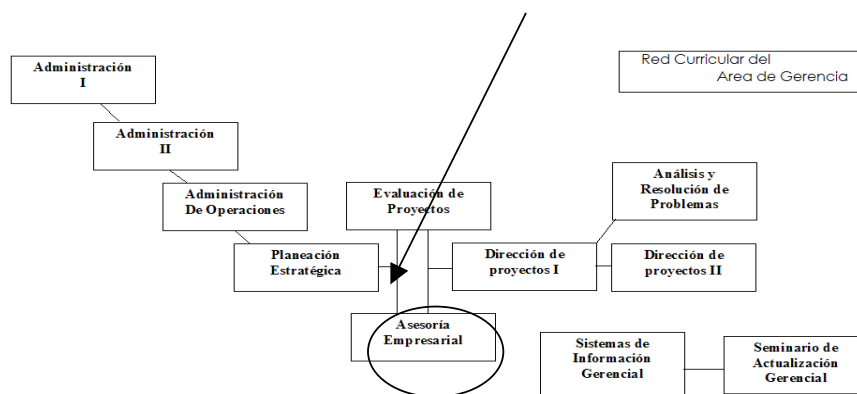 Red Curricular del
Area de Gerencia
Administración
I
Administración
II
Administración
De Operaciones
Planeación
Estratégica
Evaluación de
Proyectos
Asesoría
Empresarial
Dirección de
proyectos I
Análisis y
Resolución de
Problemas
Dirección de
proyectos II
Sistemas de
Información
Gerencial
Seminario de
Actualización
Gerencial